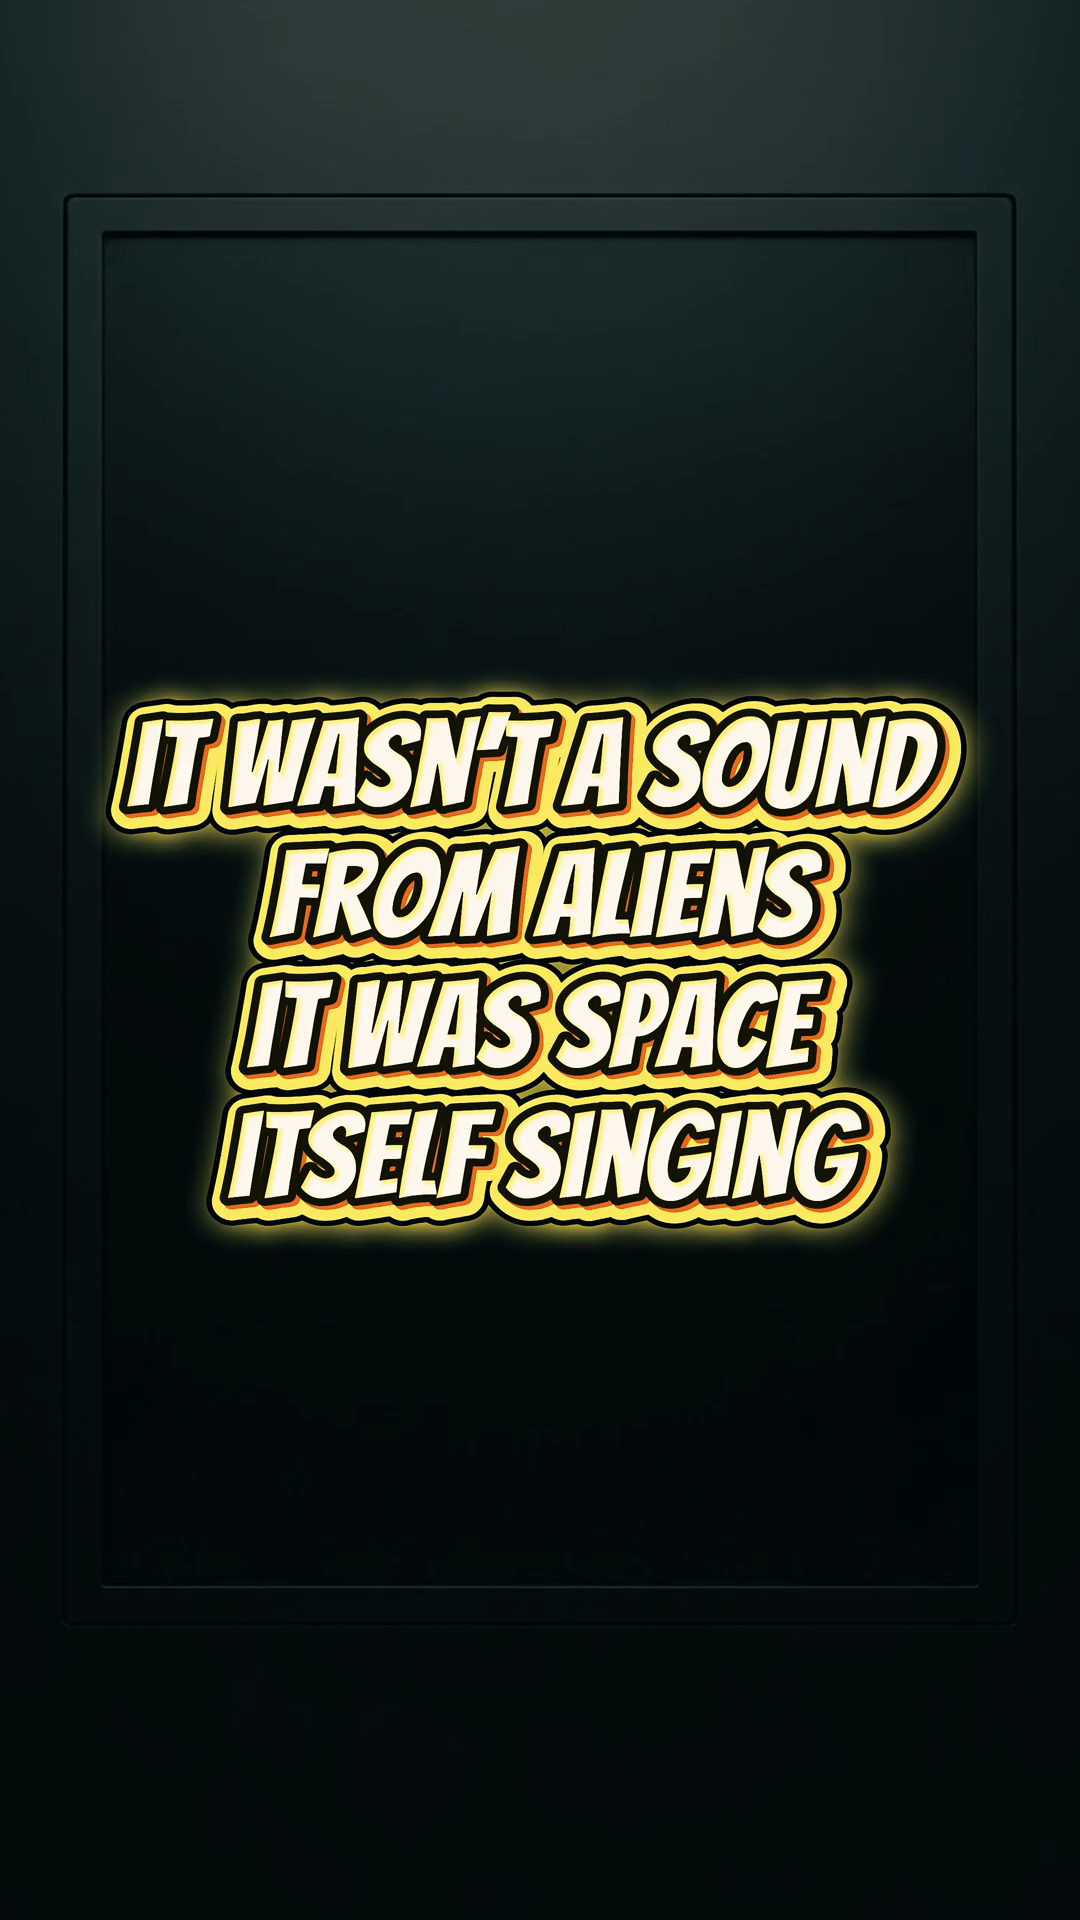 IT WASN'T A SOUND
FROM ALIENS
IT WAS SPACE
ITSELF SINGING